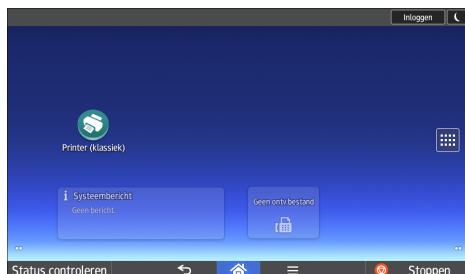 Inloggen
Printer (klassiek)
Systeembericht
Geen bericht.
Geen ontv.bestand
Status controleren
Stoppen